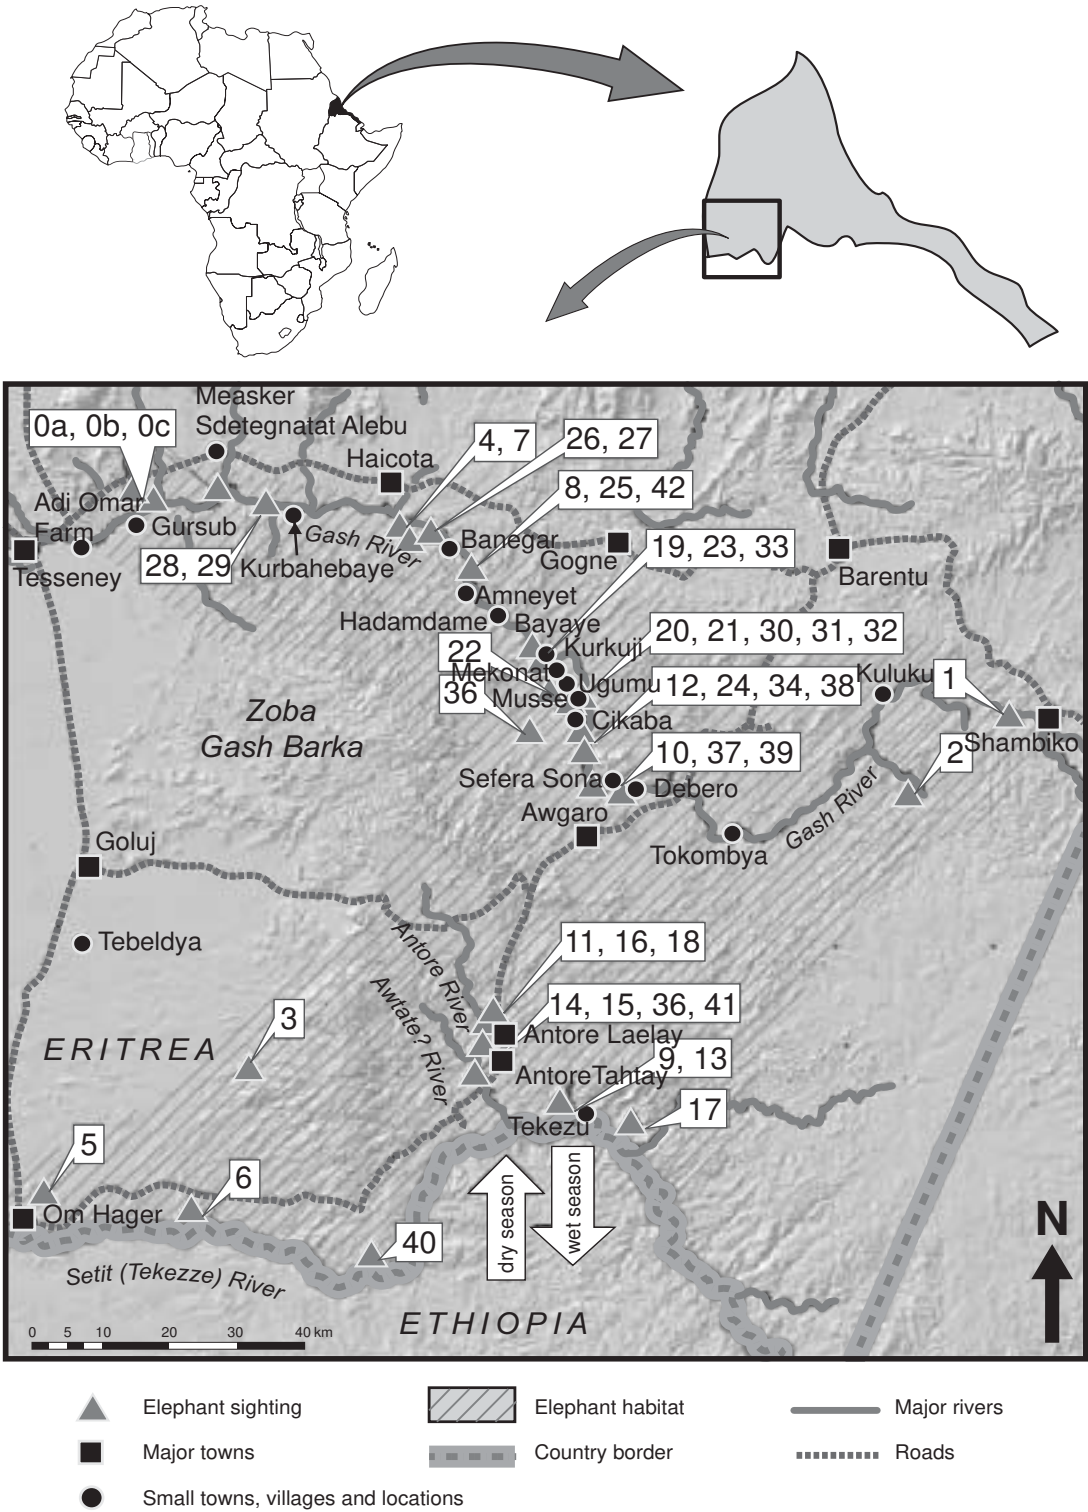 Measker
0a, 0b, 0c
Sdetegnatat Alebu
4, 7
26, 27
Haicota
8, 25, 42
Adi Omar
Farm
Gursub
Gash River
Banegar
Gogne
19, 23, 33
Tesseney
28, 29
Kurbahebaye
Barentu
Amneyet
Hadamdame
Bayaye
20, 21, 30, 31, 32
22
Kurkuji
Mekonat
Ugumu
12, 24, 34, 38
Kuluku
1
36
Musse
Zoba
Gash Barka
Cikaba
Shambiko
10, 37, 39
2
Sefera Sona
Debero
Awgaro
Gash River
Goluj
Tokombya
Tebeldya
Antore River
11, 16, 18
Awtate? River
14, 15, 36, 41
3
ERITREA
Antore Laelay
9, 13
AntoreTahtay
17
Tekezu
5
6
dry season
wet season
Om Hager
40
N
Setit (Tekezze) River
ETHIOPIA
0 5 10 20 30 40 km
Elephant sighting
Elephant habitat
Major rivers
Major towns
Country border
Roads
Small towns, villages and locations